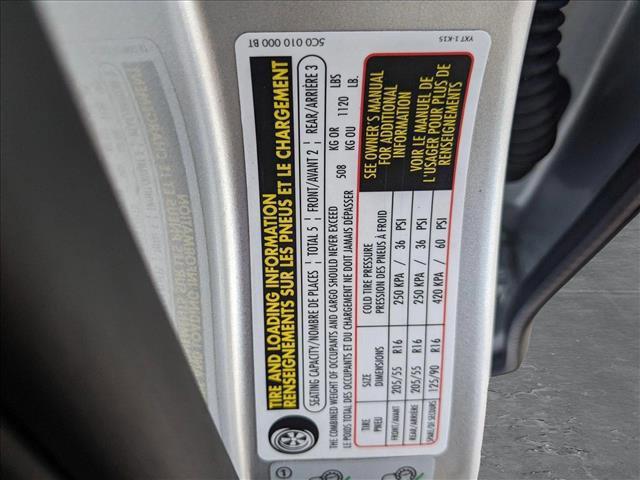 5C0 010 000 BT
YXT 1-K15
TIRE AND LOADING INFORMATION
RENSEIGNEMENTS SUR LES PNEUS ET LE CHARGEMENT
SEATING CAPACITY/NOMBRE DE PLACES ¦ TOTAL 5 ¦ FRONT/AVANT 2 ¦ REAR/ARRIÈRE 3
THE COMBINED WEIGHT OF OCCUPANTS AND CARGO SHOULD NEVER EXCEED 508 KG OR 1120 LBS
LE POIDS TOTAL DES OCCUPANTS ET DU CHARGEMENT NE DOIT JAMAIS DÉPASSER KG OU LB.
TIRE SIZE COLD TIRE PRESSURE
PNEU DIMENSIONS PRESSION DES PNEUS À FROID
FRONT/AVANT 205/55 R16 250 KPA / 36 PSI
REAR/ARRIÈRE 205/55 R16 250 KPA / 36 PSI
SPARE/DE SECOURS 125/90 R16 420 KPA / 60 PSI
SEE OWNER'S MANUAL
FOR ADDITIONAL
INFORMATION
VOIR LE MANUEL DE
L'USAGER POUR PLUS DE
RENSEIGNEMENTS
1